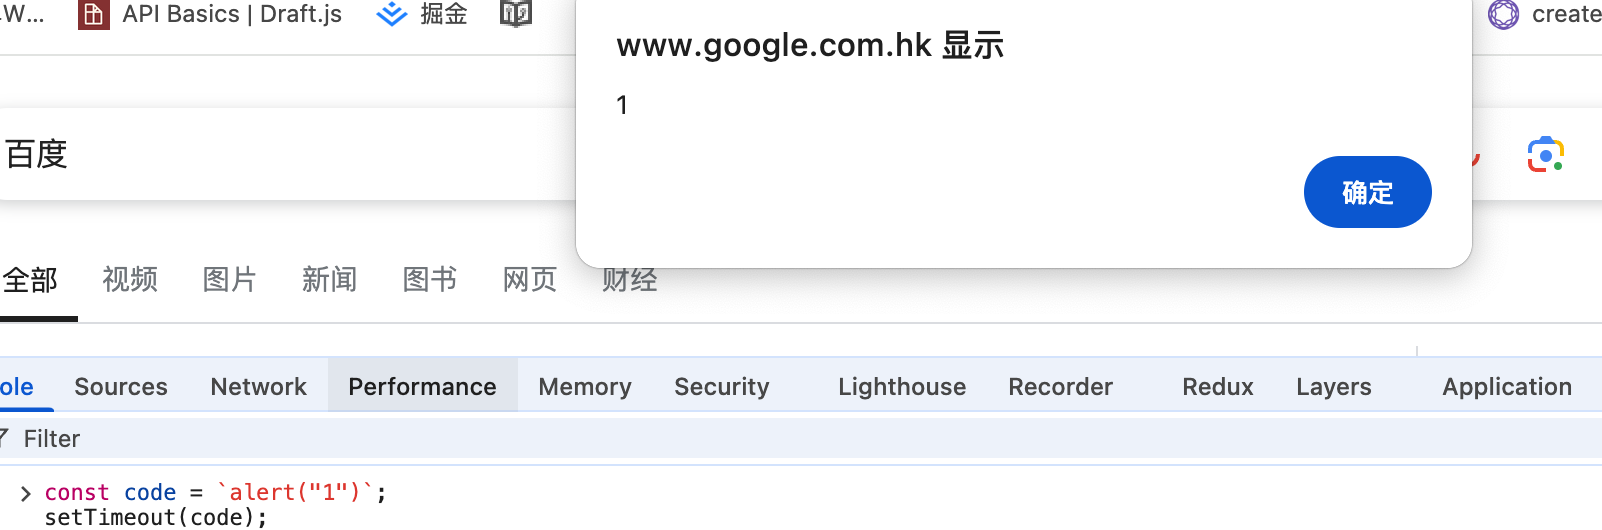 W... API Basics | Draft.js 掘金 create
www.google.com.hk 显示
1
百度
确定
全部 视频 图片 新闻 图书 网页 财经
ole Sources Network Performance Memory Security Lighthouse Recorder Redux Layers Application
Filter
> const code = `alert("1")`;
setTimeout(code);